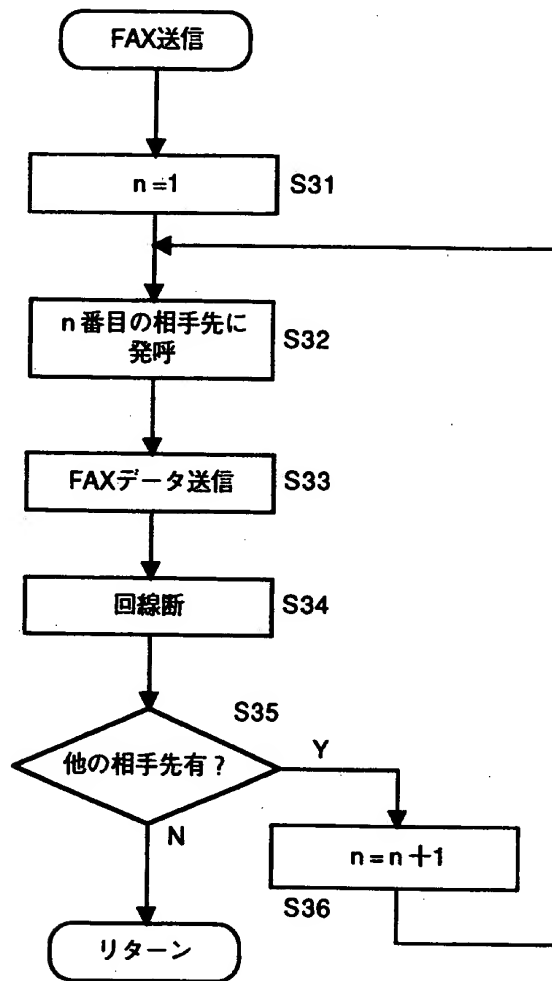 FAX送信
n=1
S31
n番目の相手先に
発呼
S32
FAXデータ送信
S33
回線断
S34
S35
他の相手先有？
Y
N
n=n+1
S36
リターン